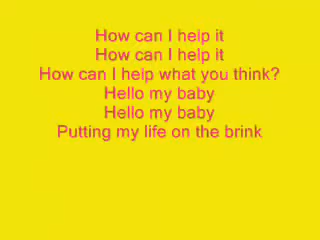 How can I help it
How can I help it
How can I help what you think?
Hello my baby
Hello my baby
Putting my life on the brink